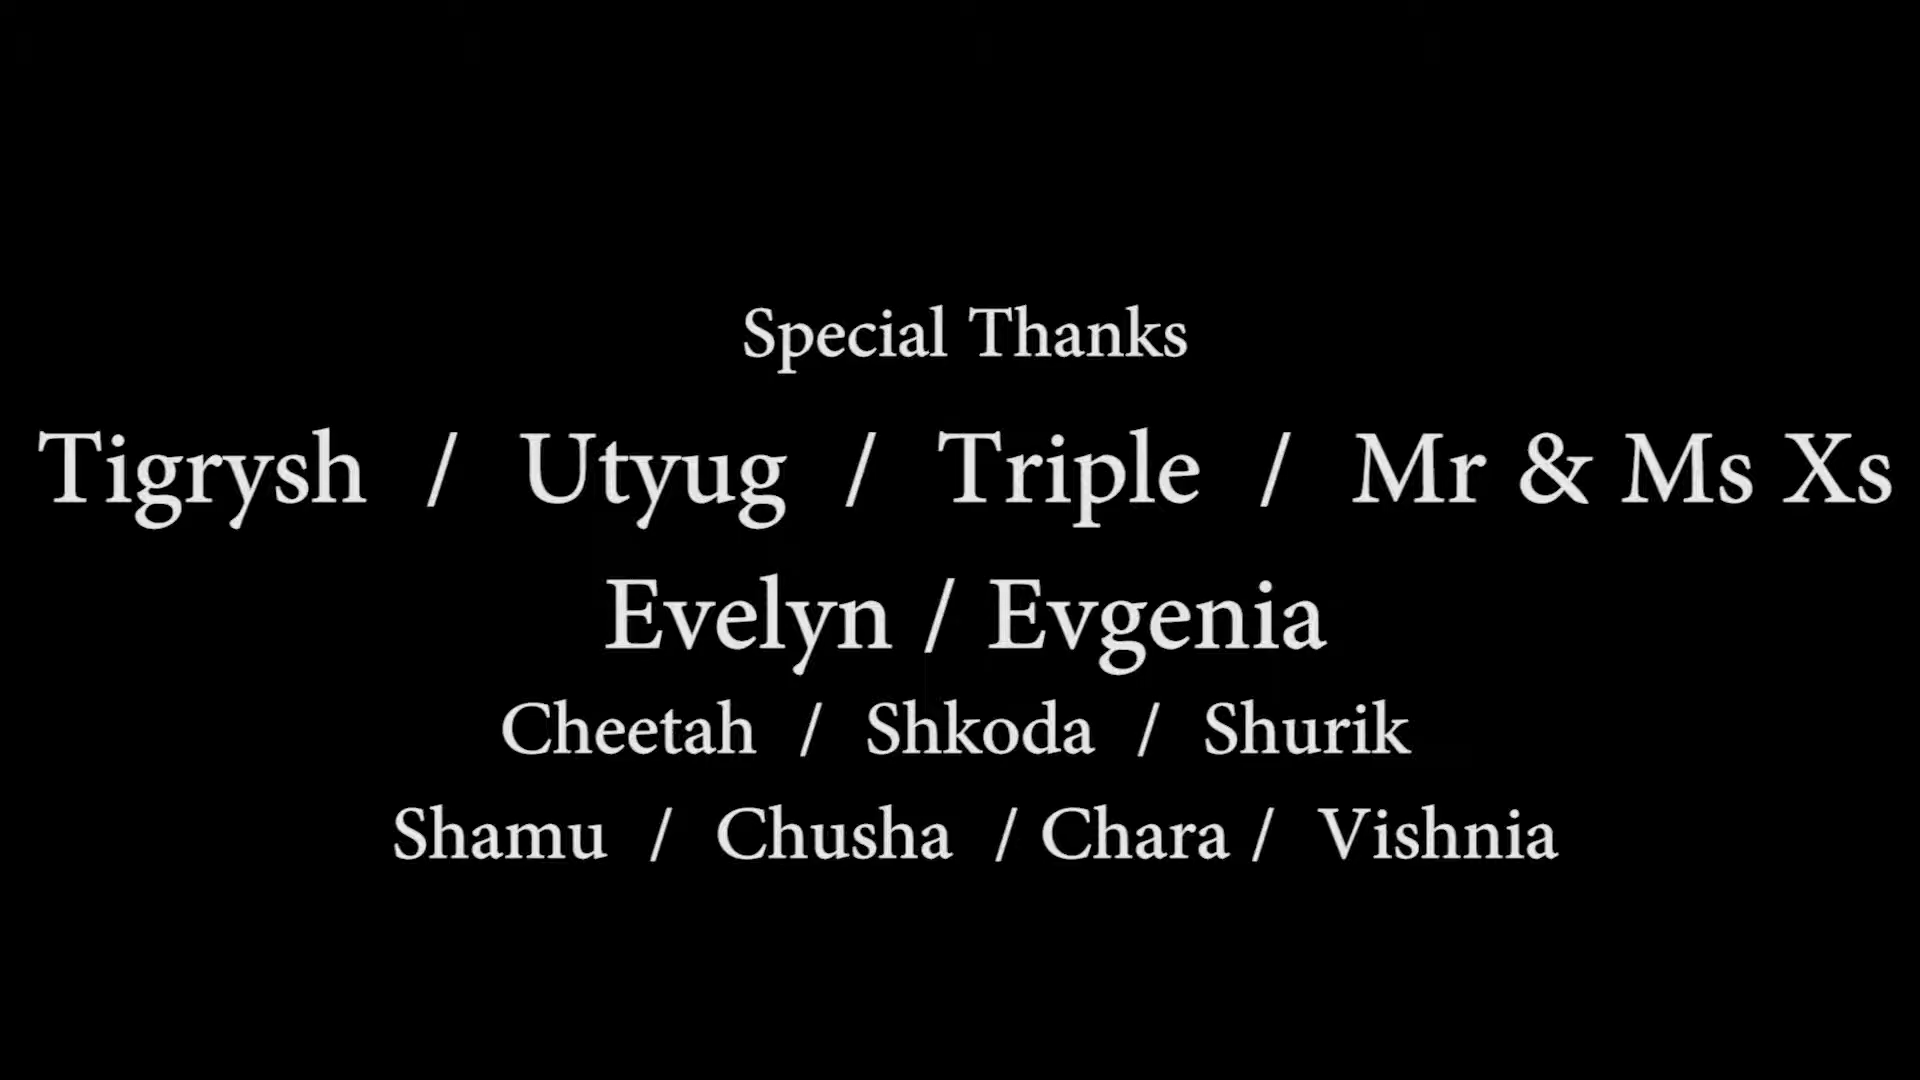 Special Thanks
Tigrysh / Utyug / Triple / Mr & Ms Xs
Evelyn / Evgenia
Cheetah / Shkoda / Shurik
Shamu / Chusha / Chara / Vishnia